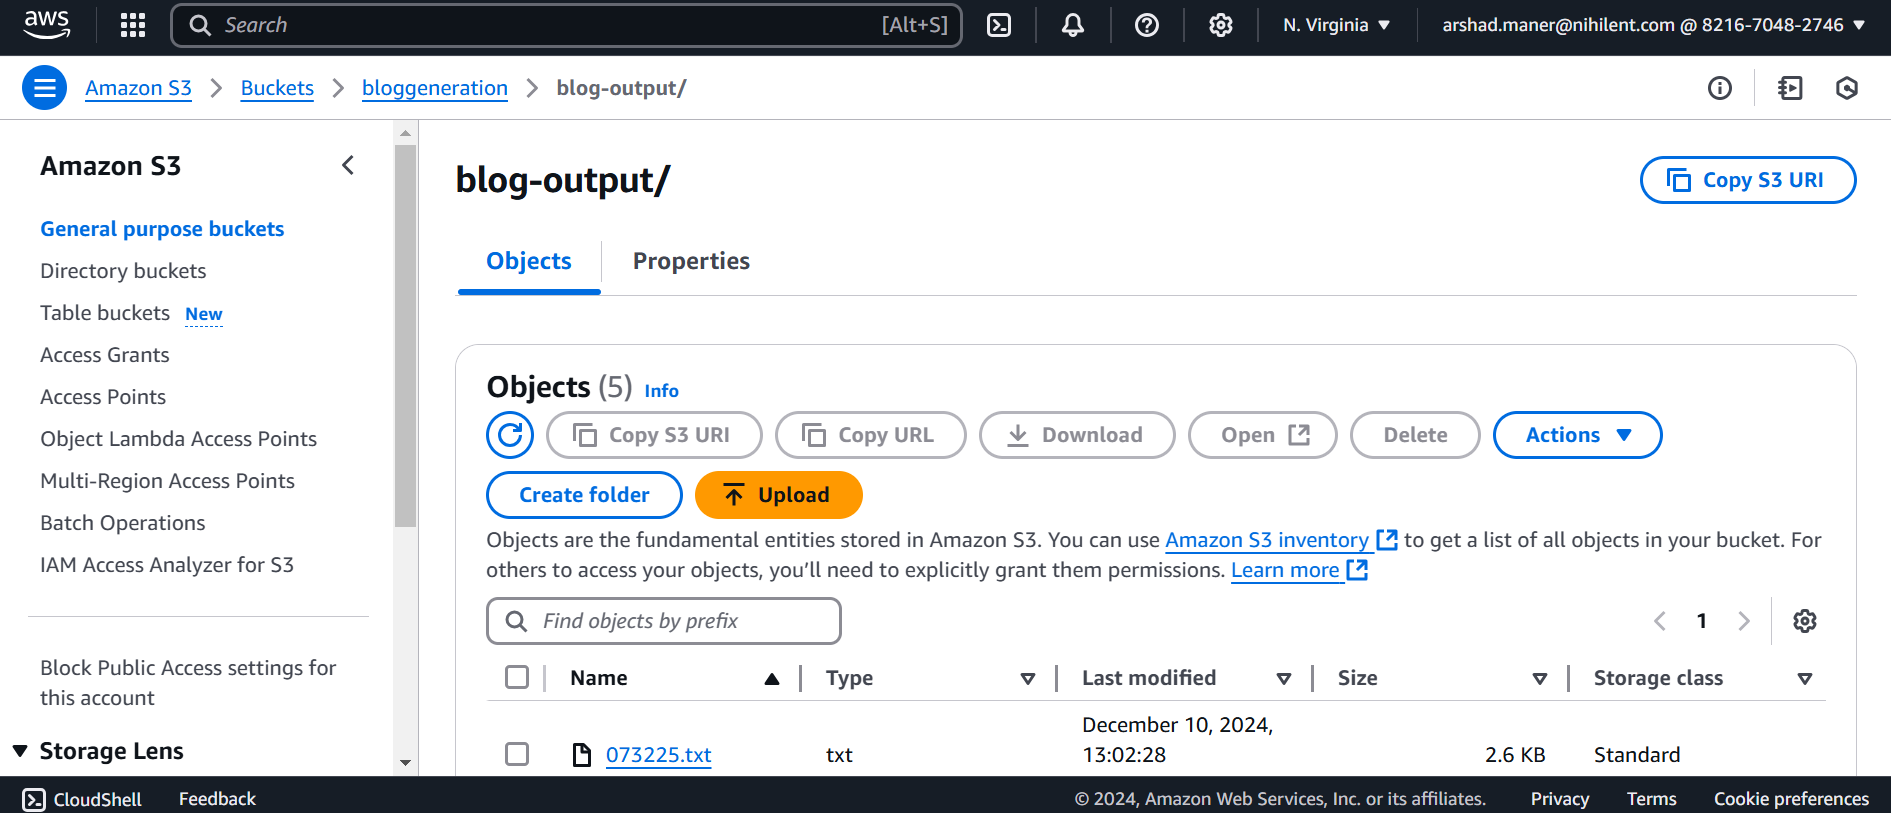 aws
Search [Alt+S] N. Virginia arshad.maner@nihilent.com @ 8216-7048-2746
Amazon S3 Buckets bloggeneration blog-output/
Amazon S3
General purpose buckets
Directory buckets
Table buckets New
Access Grants
Access Points
Object Lambda Access Points
Multi-Region Access Points
Batch Operations
IAM Access Analyzer for S3
Block Public Access settings for
this account
Storage Lens
blog-output/
Copy S3 URI
Objects Properties
Objects (5) Info
Copy S3 URI Copy URL Download Open Delete Actions
Create folder Upload
Objects are the fundamental entities stored in Amazon S3. You can use Amazon S3 inventory to get a list of all objects in your bucket. For
others to access your objects, you’ll need to explicitly grant them permissions. Learn more
Find objects by prefix
1
Name Type Last modified Size Storage class
December 10, 2024,
073225.txt txt 13:02:28 2.6 KB Standard
CloudShell Feedback © 2024, Amazon Web Services, Inc. or its affiliates. Privacy Terms Cookie preferences